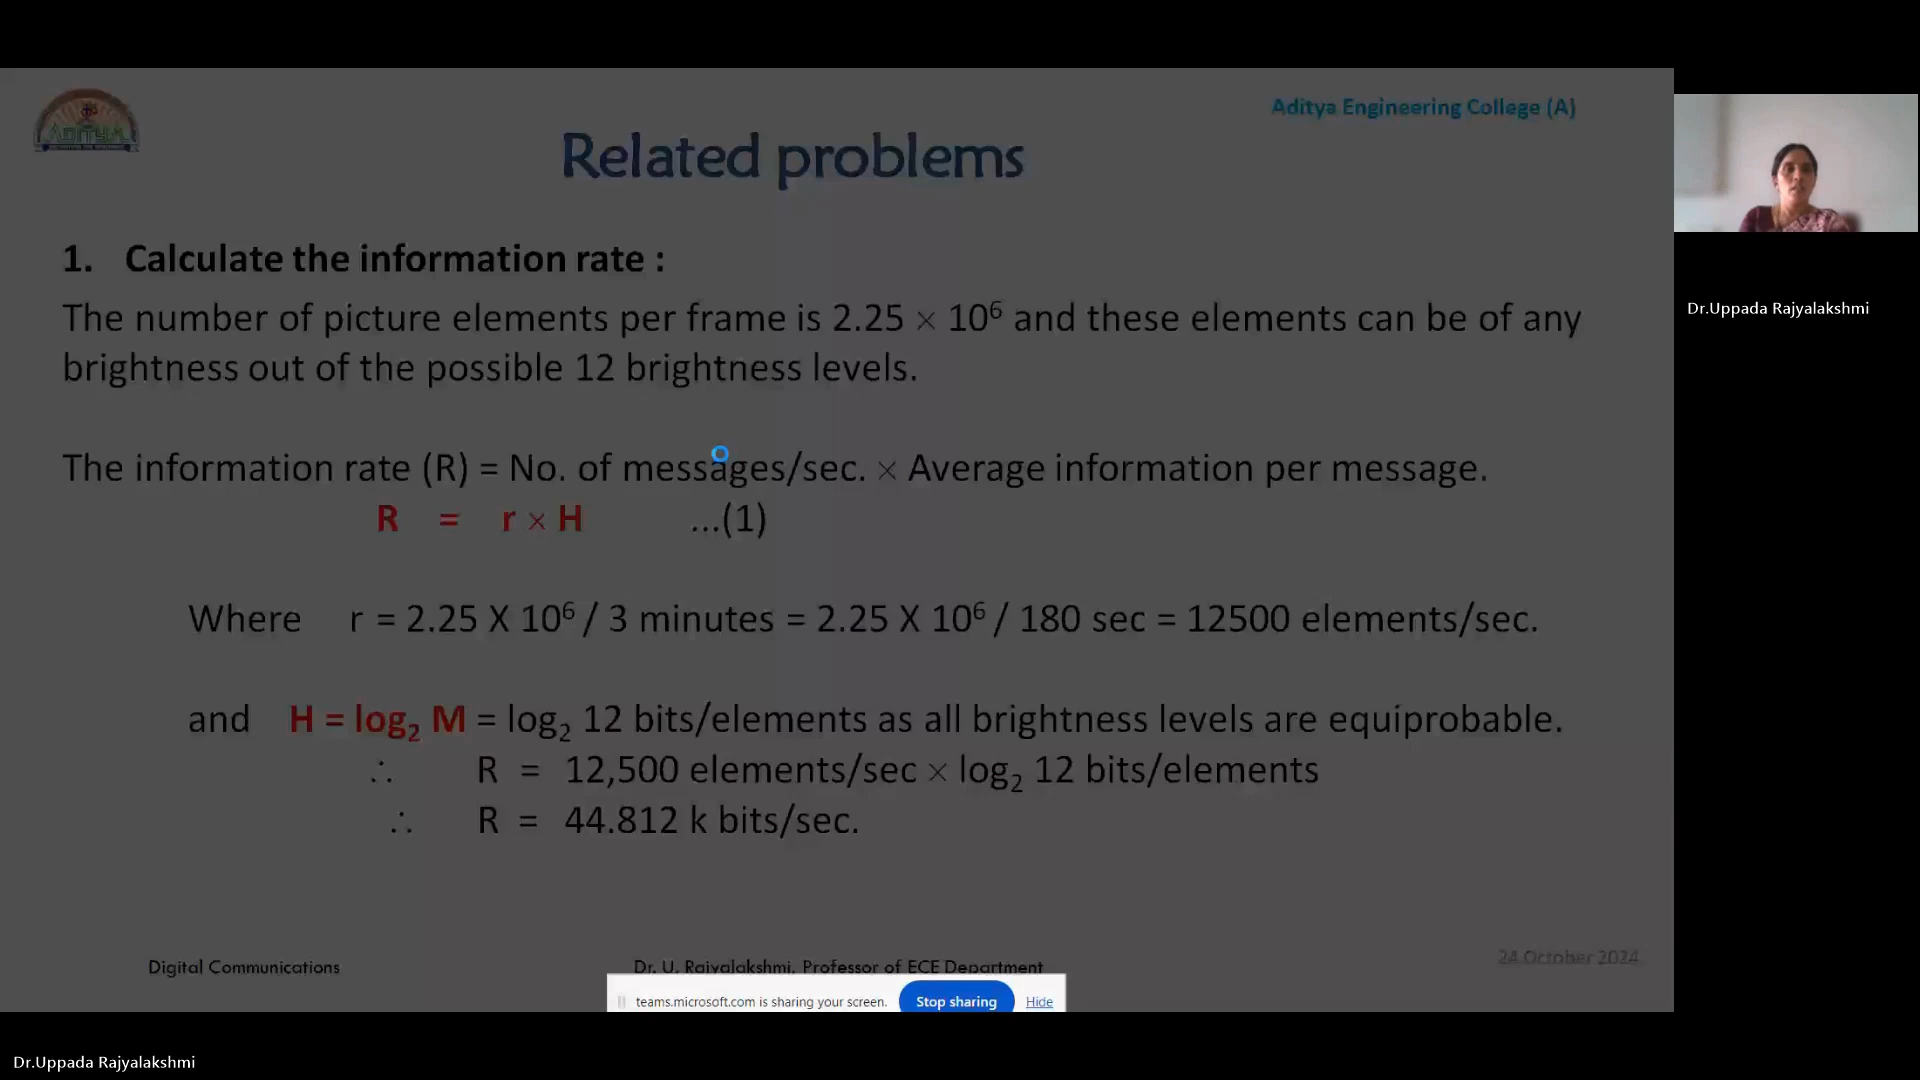 ADITYA
Aditya Engineering College (A)
Related problems
1. Calculate the information rate :
The number of picture elements per frame is 2.25 × 10⁶ and these elements can be of any
brightness out of the possible 12 brightness levels.
The information rate (R) = No. of messages/sec. × Average information per message.
R = r × H ...(1)
Where r = 2.25 X 10⁶ / 3 minutes = 2.25 X 10⁶ / 180 sec = 12500 elements/sec.
and H = log₂ M = log₂ 12 bits/elements as all brightness levels are equiprobable.
∴ R = 12,500 elements/sec × log₂ 12 bits/elements
∴ R = 44.812 k bits/sec.
Digital Communications
Dr. U. Rajyalakshmi, Professor of ECE Department
24 October 2024
teams.microsoft.com is sharing your screen. Stop sharing Hide
Dr.Uppada Rajyalakshmi
Dr.Uppada Rajyalakshmi